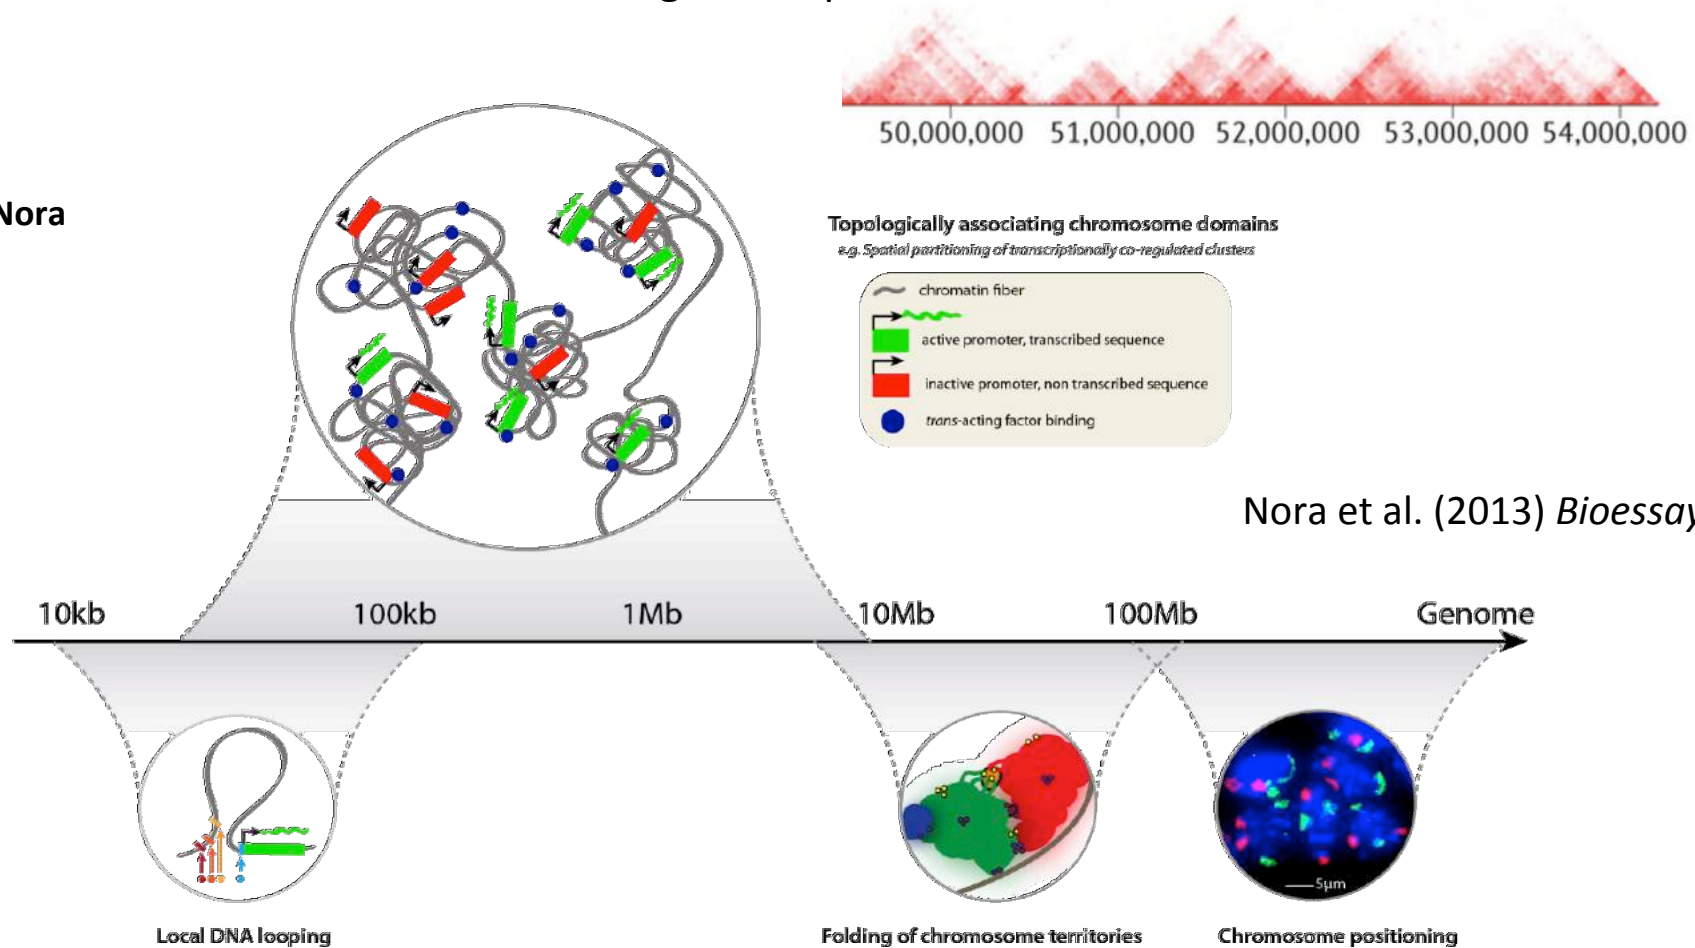 50,000,000 51,000,000 52,000,000 53,000,000 54,000,000
Nora
Topologically associating chromosome domains
e.g. Spatial partitioning of transcriptionally co-regulated clusters
chromatin fiber
active promoter, transcribed sequence
inactive promoter, non transcribed sequence
trans-acting factor binding
Nora et al. (2013) Bioessay
10kb 100kb 1Mb 10Mb 100Mb Genome
5µm
Local DNA looping
Folding of chromosome territories
Chromosome positioning